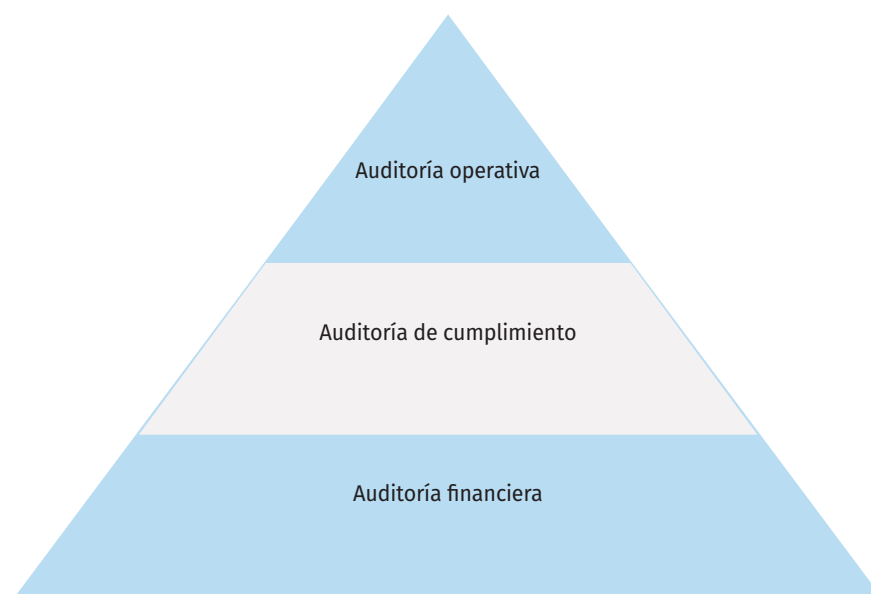 Auditoría operativa
Auditoría de cumplimiento
Auditoría financiera